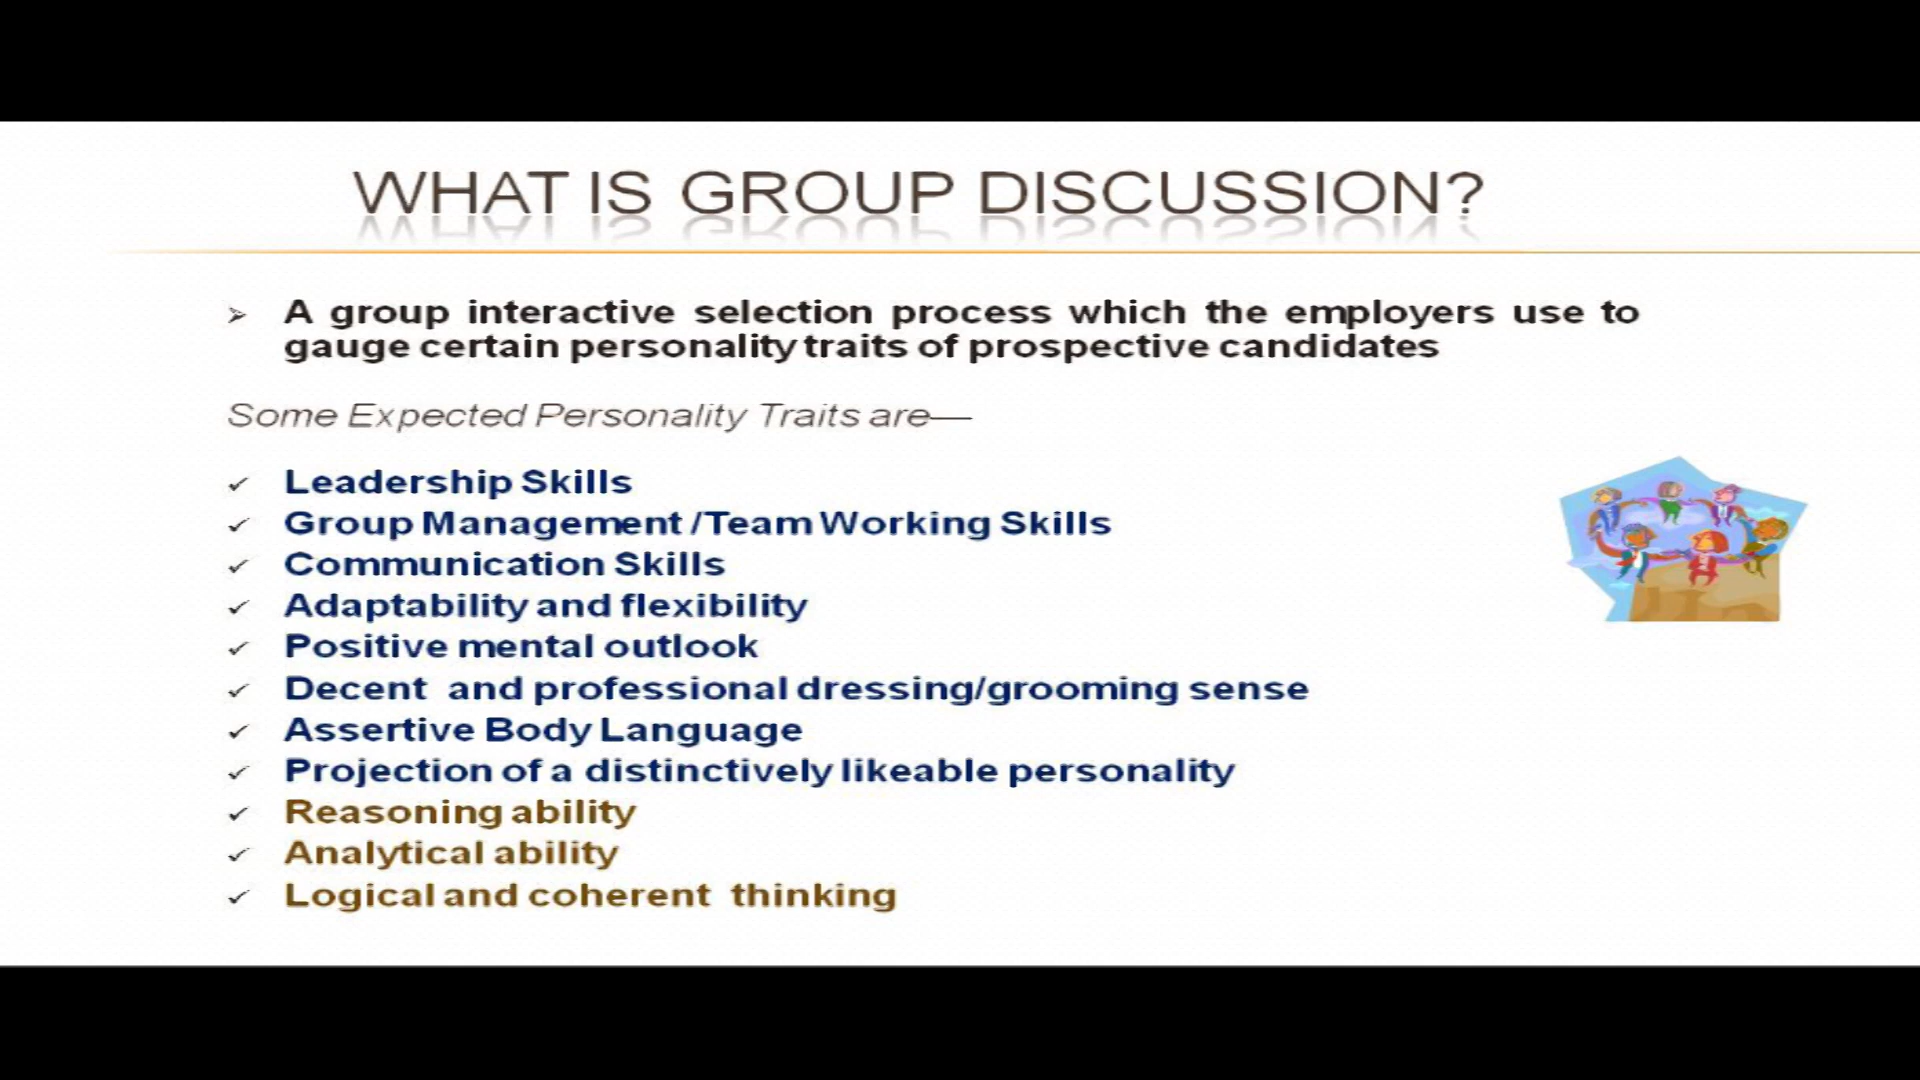 WHAT IS GROUP DISCUSSION?
A group interactive selection process which the employers use to
gauge certain personality traits of prospective candidates
Some Expected Personality Traits are—
Leadership Skills
Group Management /Team Working Skills
Communication Skills
Adaptability and flexibility
Positive mental outlook
Decent and professional dressing/grooming sense
Assertive Body Language
Projection of a distinctively likeable personality
Reasoning ability
Analytical ability
Logical and coherent thinking